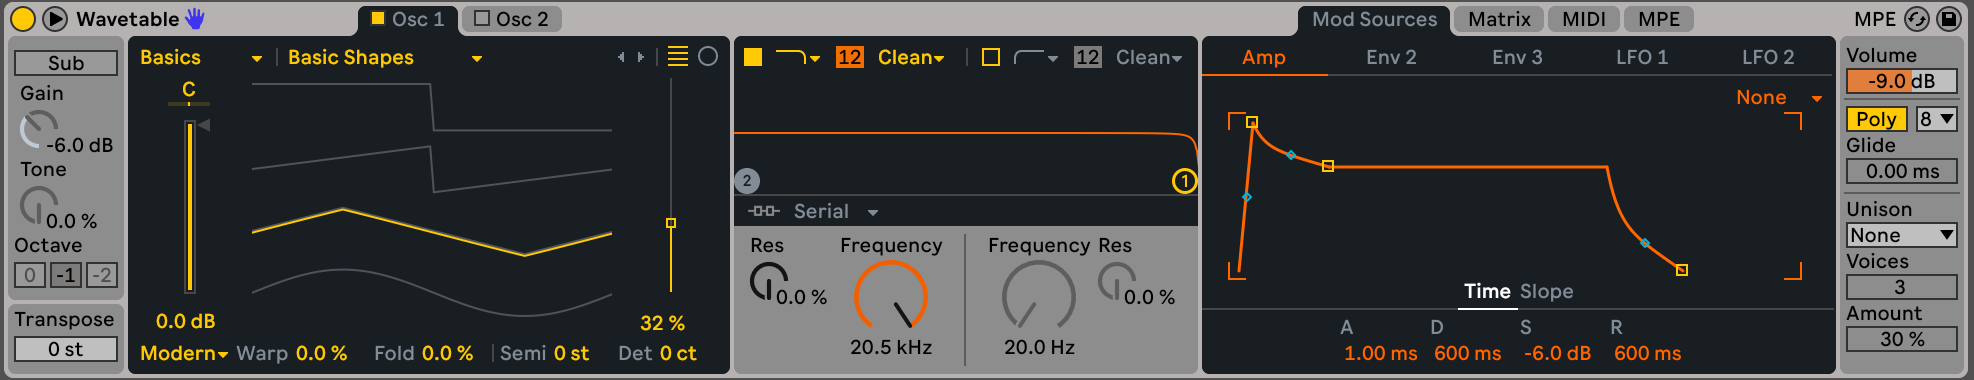 Wavetable
Osc 1
Osc 2
Mod Sources
Matrix
MIDI
MPE
MPE
Sub
Gain
-6.0 dB
Tone
0.0 %
Octave
0 -1 -2
Transpose
0 st
Basics
Basic Shapes
C
0.0 dB
32 %
Modern
Warp 0.0 %
Fold 0.0 %
Semi 0 st
Det 0 ct
12
Clean
12
Clean
2
1
Serial
Res
0.0 %
Frequency
20.5 kHz
Frequency
20.0 Hz
Res
0.0 %
Amp
Env 2
Env 3
LFO 1
LFO 2
None
Time Slope
A D S R
1.00 ms 600 ms -6.0 dB 600 ms
Volume
-9.0 dB
Poly 8
Glide
0.00 ms
Unison
None
Voices
3
Amount
30 %